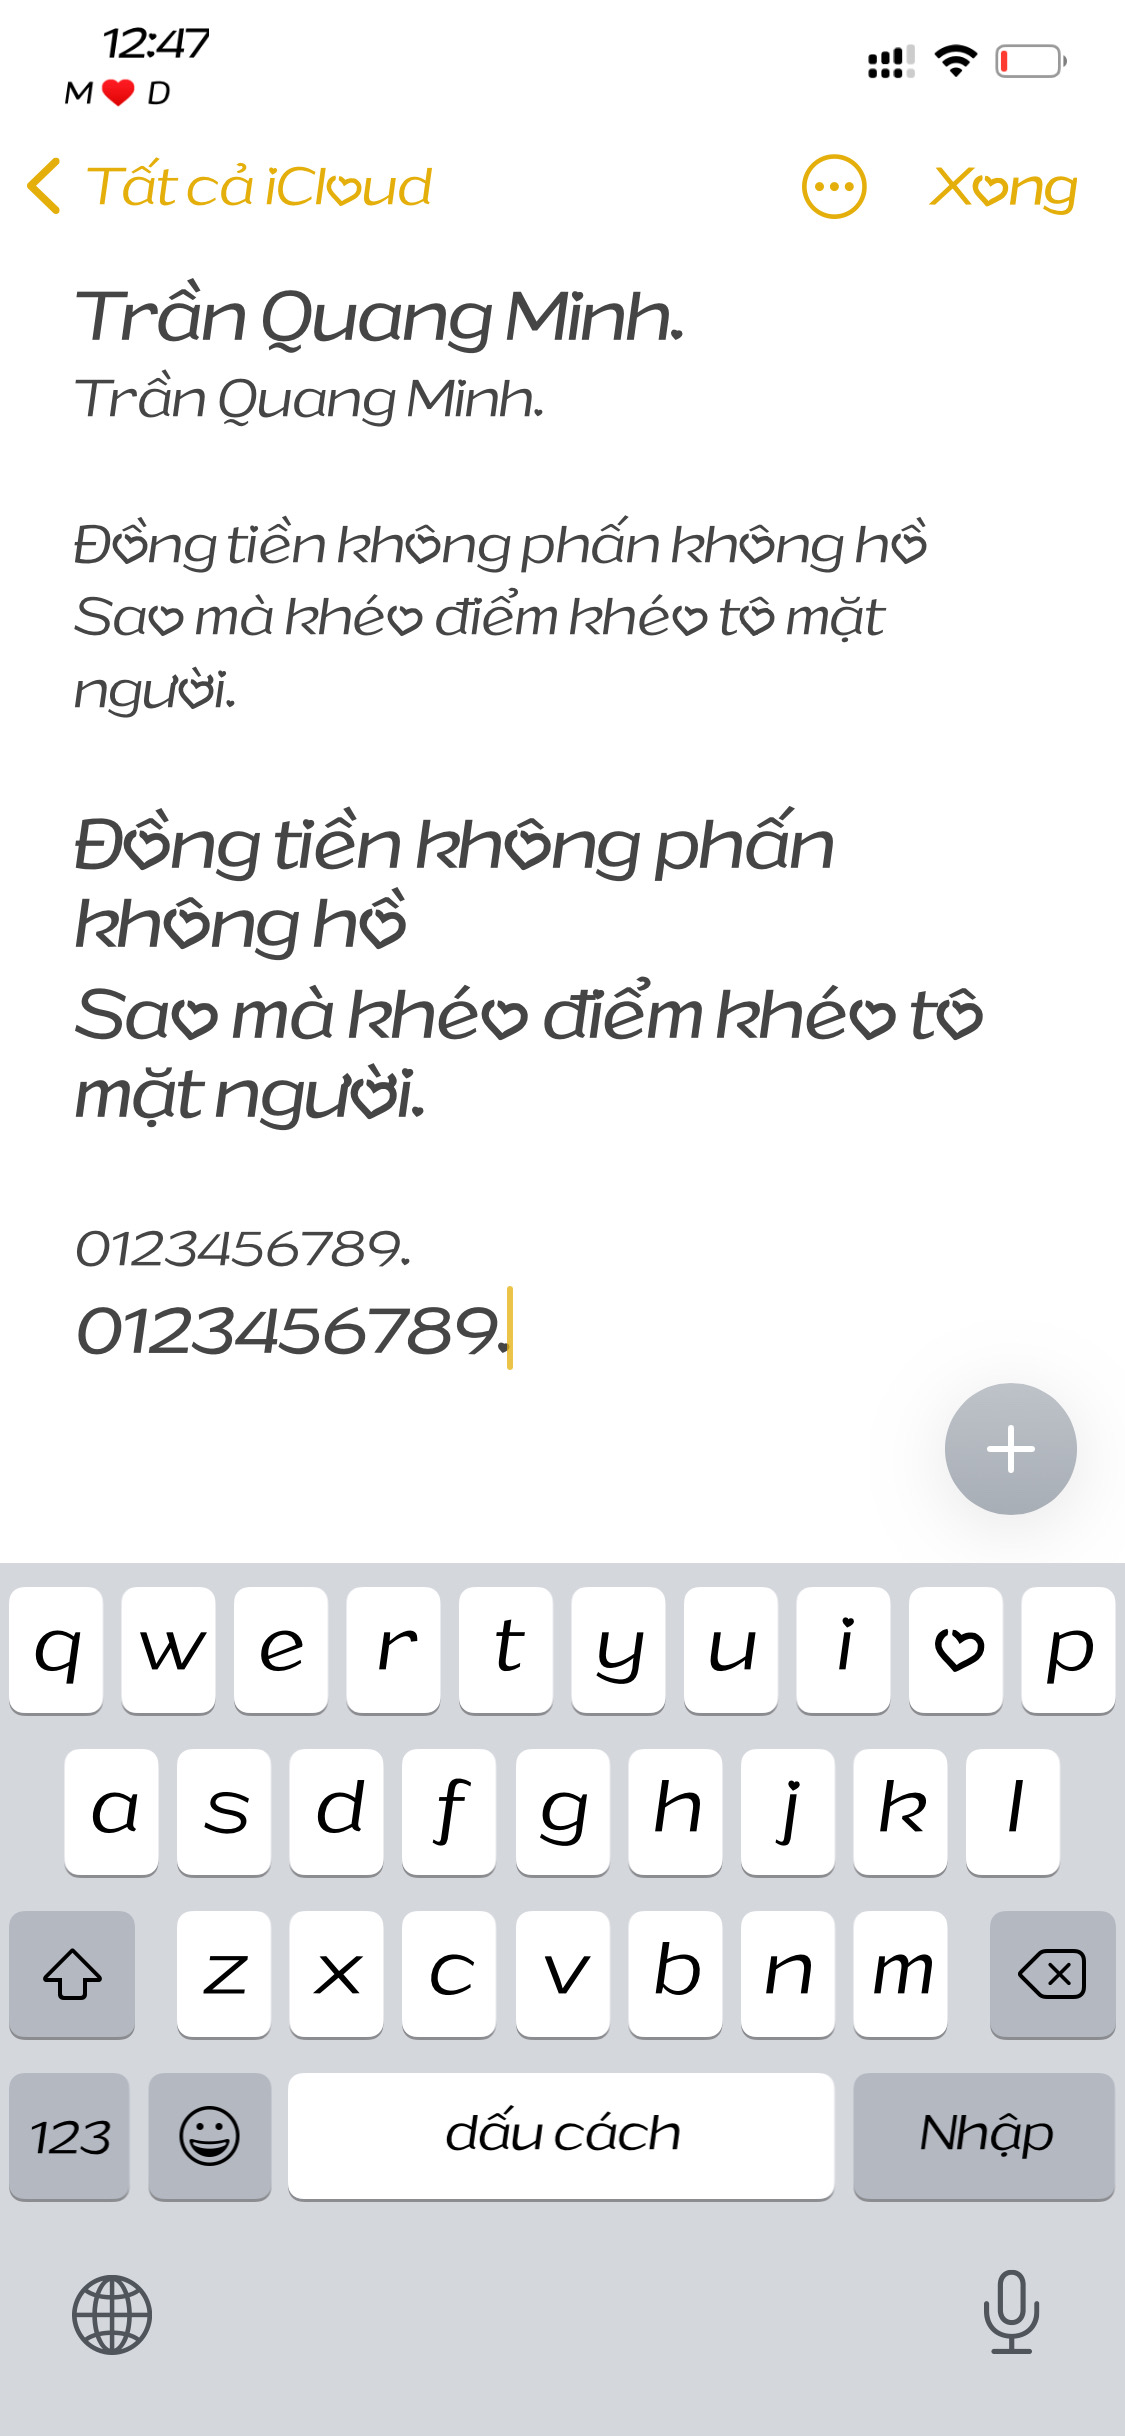 12:47
M ❤️ D
Tất cả iCloud
Xong
Trần Quang Minh.
Trần Quang Minh.
Đồng tiền không phấn không hồ
Sao mà khéo điểm khéo tô mặt
người.
Đồng tiền không phấn
không hồ
Sao mà khéo điểm khéo tô
mặt người.
0123456789.
0123456789.
q w e r t y u i o p
a s d f g h j k l
z x c v b n m
123 dấu cách Nhập